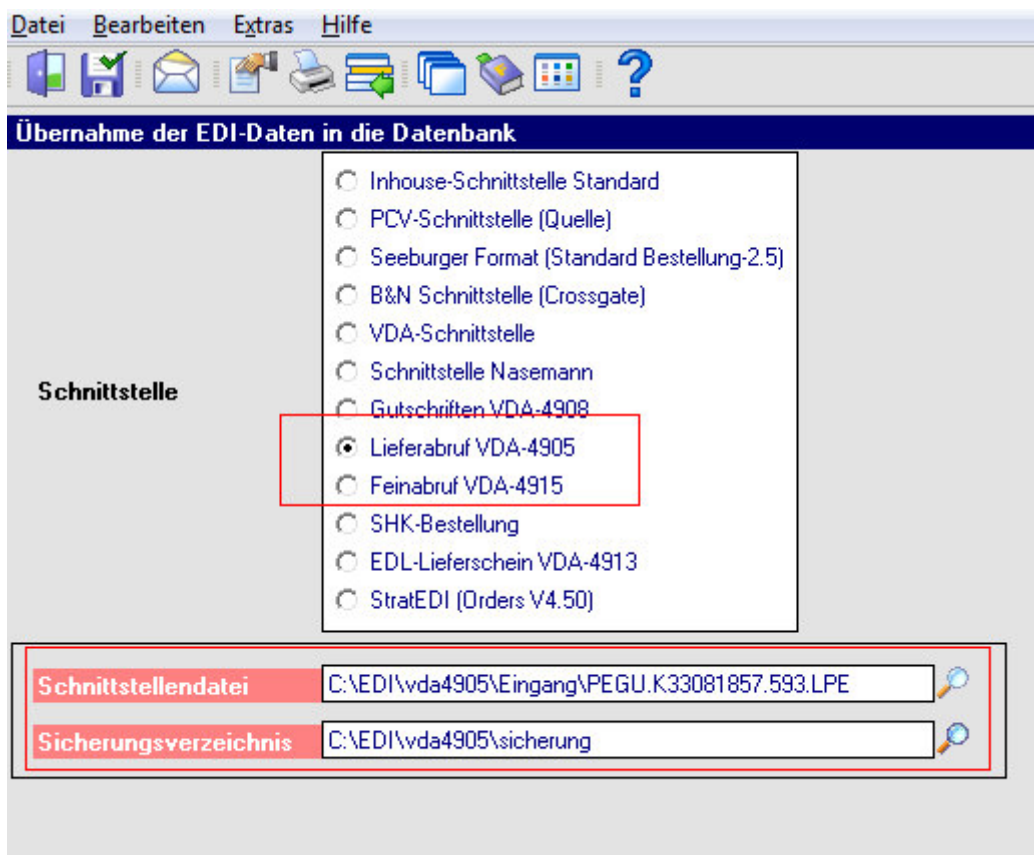 Datei Bearbeiten Extras Hilfe
Übernahme der EDI-Daten in die Datenbank
Inhouse-Schnittstelle Standard
PCV-Schnittstelle (Quelle)
Seeburger Format (Standard Bestellung-2.5)
B&N Schnittstelle (Crossgate)
VDA-Schnittstelle
Schnittstelle Nasemann
Schnittstelle
Gutschriften VDA-4908
Lieferabruf VDA-4905
Feinabruf VDA-4915
SHK-Bestellung
EDL-Lieferschein VDA-4913
StratEDI (Orders V4.50)
Schnittstellendatei C:\EDI\vda4905\Eingang\PEGU.K33081857.593.LPE
Sicherungsverzeichnis C:\EDI\vda4905\sicherung